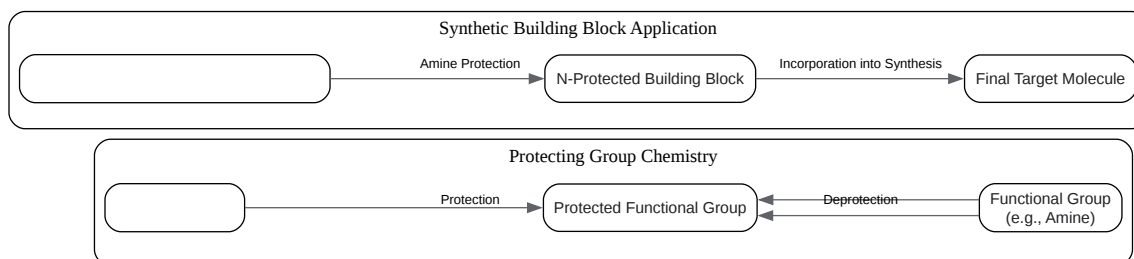 Synthetic Building Block Application
Amine Protection
N-Protected Building Block
Incorporation into Synthesis
Final Target Molecule
Protecting Group Chemistry
Protection
Protected Functional Group
Deprotection
Functional Group
(e.g., Amine)